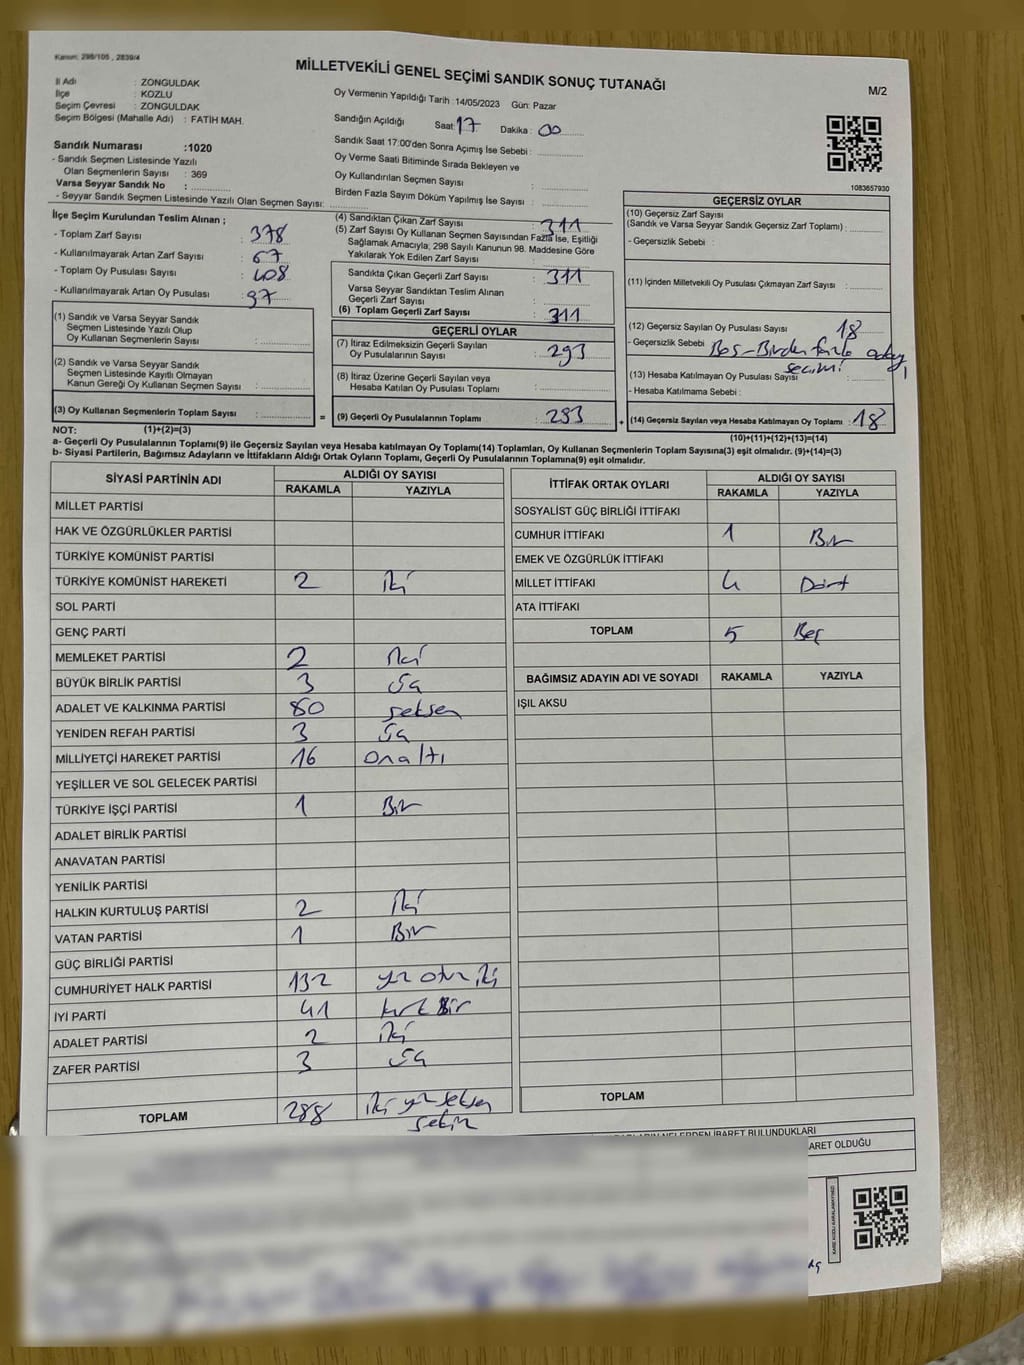 Kanun: 298/105 , 2839/4
MİLLETVEKİLİ GENEL SEÇİMİ SANDIK SONUÇ TUTANAĞI
M/2
İl Adı : ZONGULDAK
İlçe : KOZLU
Seçim Çevresi : ZONGULDAK
Seçim Bölgesi (Mahalle Adı) : FATİH MAH.
Sandık Numarası :1020
- Sandık Seçmen Listesinde Yazılı
Olan Seçmenlerin Sayısı : 369
Varsa Seyyar Sandık No :
- Seyyar Sandık Seçmen Listesinde Yazılı Olan Seçmen Sayısı:
Oy Vermenin Yapıldığı Tarih :14/05/2023 Gün: Pazar
Sandığın Açıldığı Saat: 17 Dakika : 00
Sandık Saat 17:00'den Sonra Açımış İse Sebebi :
Oy Verme Saati Bitiminde Sırada Bekleyen ve
Oy Kullandırılan Seçmen Sayısı :
Birden Fazla Sayım Döküm Yapılmış İse Sayısı :
1083657930
İlçe Seçim Kurulundan Teslim Alınan ;
- Toplam Zarf Sayısı : 378
- Kullanılmayarak Artan Zarf Sayısı : 67
- Toplam Oy Pusulası Sayısı : 408
- Kullanılmayarak Artan Oy Pusulası : 97
(1) Sandık ve Varsa Seyyar Sandık
Seçmen Listesinde Yazılı Olup
Oy Kullanan Seçmenlerin Sayısı :
(2) Sandık ve Varsa Seyyar Sandık
Seçmen Listesinde Kayıtlı Olmayan
Kanun Gereği Oy Kullanan Seçmen Sayısı :
(3) Oy Kullanan Seçmenlerin Toplam Sayısı :
(1)+(2)=(3)
(4) Sandıktan Çıkan Zarf Sayısı : 311
(5) Zarf Sayısı Oy Kullanan Seçmen Sayısından Fazla İse, Eşitliği
Sağlamak Amacıyla; 298 Sayılı Kanunun 98. Maddesine Göre
Yakılarak Yok Edilen Zarf Sayısı :
Sandıkta Çıkan Geçerli Zarf Sayısı : 311
Varsa Seyyar Sandıktan Teslim Alınan
Geçerli Zarf Sayısı :
(6) Toplam Geçerli Zarf Sayısı : 311
GEÇERLİ OYLAR
(7) İtiraz Edilmeksizin Geçerli Sayılan
Oy Pusulalarının Sayısı : 293
(8) İtiraz Üzerine Geçerli Sayılan veya
Hesaba Katılan Oy Pusulası Toplamı :
= (9) Geçerli Oy Pusulalarının Toplamı : 293
GEÇERSİZ OYLAR
(10) Geçersiz Zarf Sayısı
(Sandık ve Varsa Seyyar Sandık Geçersiz Zarf Toplamı) :
- Geçersizlik Sebebi :
(11) İçinden Milletvekili Oy Pusulası Çıkmayan Zarf Sayısı :
(12) Geçersiz Sayılan Oy Pusulası Sayısı : 18
- Geçersizlik Sebebi : Boş-Birden fazla aday
seçimi
(13) Hesaba Katılmayan Oy Pusulası Sayısı :
- Hesaba Katılmama Sebebi :
+ (14) Geçersiz Sayılan veya Hesaba Katılmayan Oy Toplamı : 18
(10)+(11)+(12)+(13)=(14)
NOT:
a- Geçerli Oy Pusulalarının Toplamı(9) ile Geçersiz Sayılan veya Hesaba katılmayan Oy Toplamı(14) Toplamları, Oy Kullanan Seçmenlerin Toplam Sayısına(3) eşit olmalıdır. (9)+(14)=(3)
b- Siyasi Partilerin, Bağımsız Adayların ve İttifakların Aldığı Ortak Oyların Toplamı, Geçerli Oy Pusulalarının Toplamına(9) eşit olmalıdır.
SİYASİ PARTİNİN ADI ALDIĞI OY SAYISI
RAKAMLA YAZIYLA
MİLLET PARTİSİ
HAK VE ÖZGÜRLÜKLER PARTİSİ
TÜRKİYE KOMÜNİST PARTİSİ
TÜRKİYE KOMÜNİST HAREKETİ 2 iki
SOL PARTİ
GENÇ PARTİ
MEMLEKET PARTİSİ 2 iki
BÜYÜK BİRLİK PARTİSİ 3 üç
ADALET VE KALKINMA PARTİSİ 80 seksen
YENİDEN REFAH PARTİSİ 3 üç
MİLLİYETÇİ HAREKET PARTİSİ 16 onaltı
YEŞİLLER VE SOL GELECEK PARTİSİ
TÜRKİYE İŞÇİ PARTİSİ 1 Bir
ADALET BİRLİK PARTİSİ
ANAVATAN PARTİSİ
YENİLİK PARTİSİ
HALKIN KURTULUŞ PARTİSİ 2 iki
VATAN PARTİSİ 1 Bir
GÜÇ BİRLİĞİ PARTİSİ
CUMHURİYET HALK PARTİSİ 132 yüz otuz iki
İYİ PARTİ 41 kırk Bir
ADALET PARTİSİ 2 iki
ZAFER PARTİSİ 3 üç
TOPLAM 288 iki yüz seksen
sekiz
İTTİFAK ORTAK OYLARI ALDIĞI OY SAYISI
RAKAMLA YAZIYLA
SOSYALİST GÜÇ BİRLİĞİ İTTİFAKI
CUMHUR İTTİFAKI 1 Bir
EMEK VE ÖZGÜRLÜK İTTİFAKI
MİLLET İTTİFAKI 4 Dört
ATA İTTİFAKI
TOPLAM 5 Beş
BAĞIMSIZ ADAYIN ADI VE SOYADI RAKAMLA YAZIYLA
IŞIL AKSU
TOPLAM
NELERDEN İBARET BULUNDUKLARI
ARET OLDUĞU